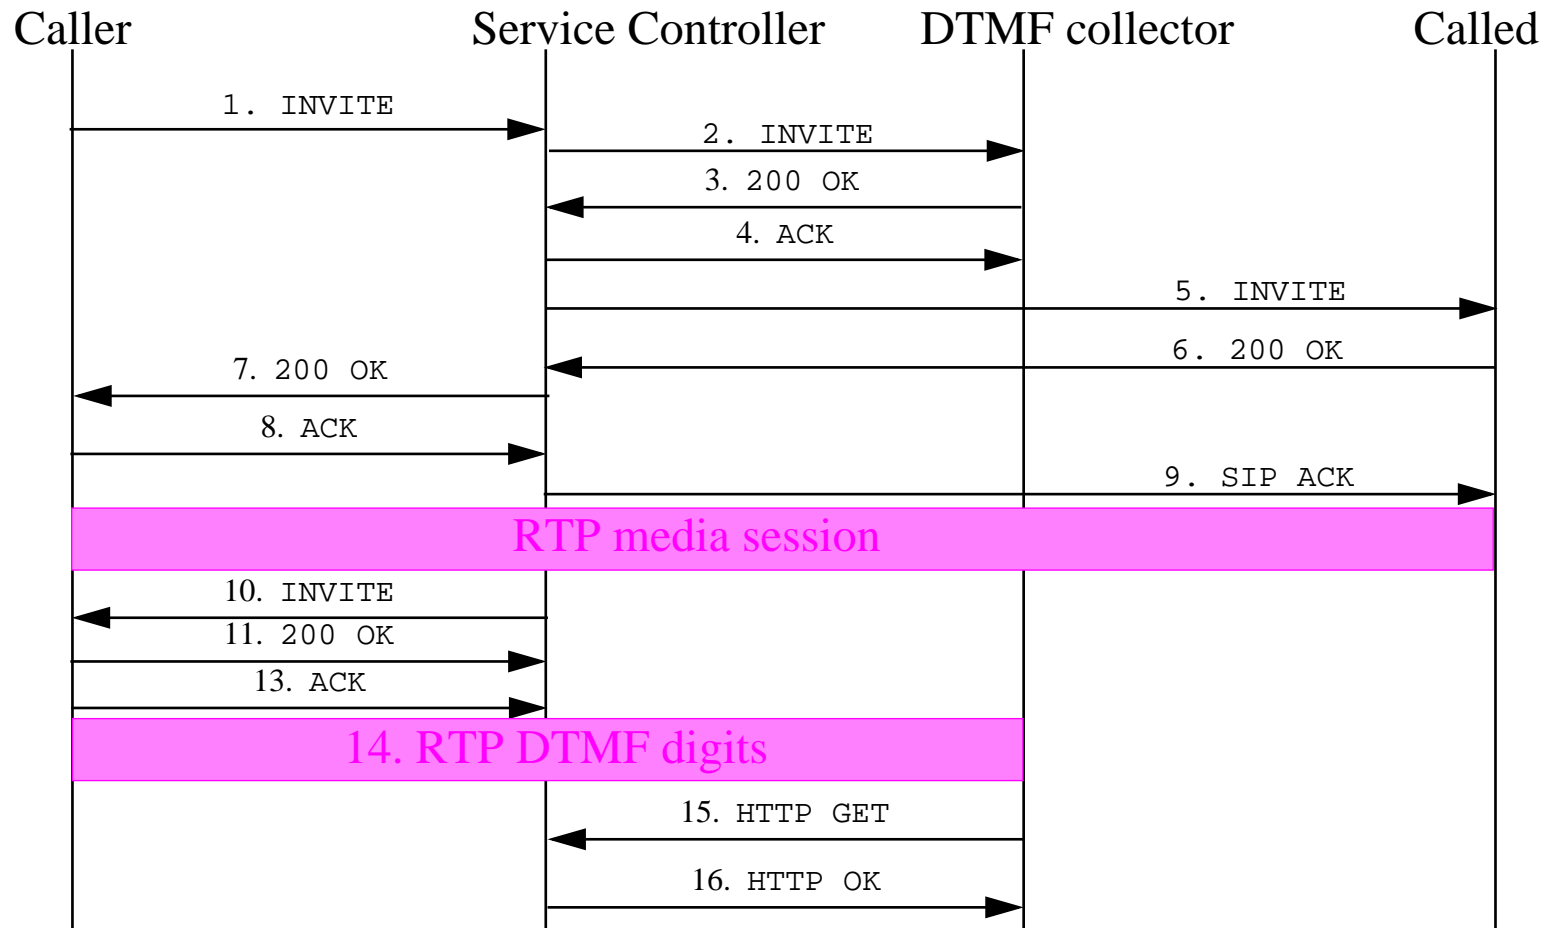 Caller
Service Controller
DTMF collector
Called
1. INVITE
2. INVITE
3. 200 OK
4. ACK
5. INVITE
6. 200 OK
7. 200 OK
8. ACK
9. SIP ACK
RTP media session
10. INVITE
11. 200 OK
13. ACK
14. RTP DTMF digits
15. HTTP GET
16. HTTP OK